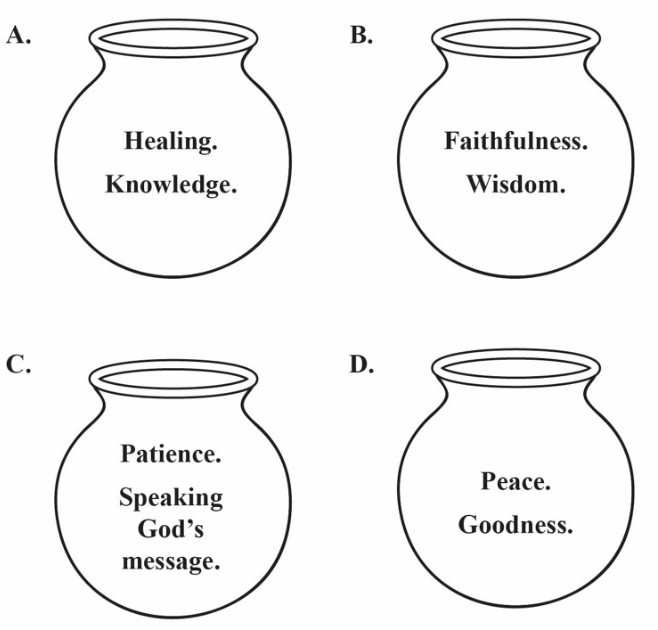 A.
Healing.
Knowledge.
B.
Faithfulness.
Wisdom.
C.
Patience.
Speaking
God’s
message.
D.
Peace.
Goodness.